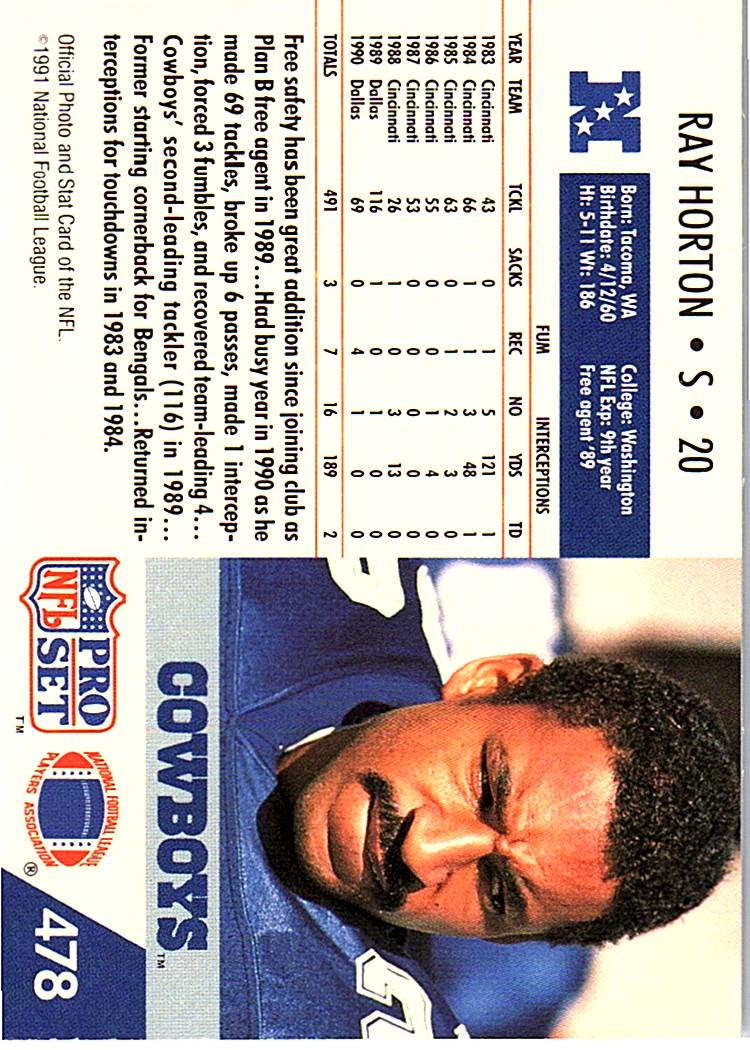 RAY HORTON • S • 20
Born: Tacoma, WA
Birthdate: 4/12/60
Ht: 5-11 Wt: 186
College: Washington
NFL Exp: 9th year
Free agent '89
FUM INTERCEPTIONS
YEAR TEAM TCKL SACKS REC NO YDS TD
1983 Cincinnati 43 0 1 5 121 1
1984 Cincinnati 66 1 0 3 48 1
1985 Cincinnati 63 0 1 2 3 0
1986 Cincinnati 55 0 0 1 4 0
1987 Cincinnati 53 0 0 0 0 0
1988 Cincinnati 26 1 1 3 13 0
1989 Dallas 116 1 0 1 0 0
1990 Dallas 69 0 4 1 0 0
TOTALS 491 3 7 16 189 2
Free safety has been great addition since joining club as
Plan B free agent in 1989...Had busy year in 1990 as he
made 69 tackles, broke up 6 passes, made 1 intercep-
tion, forced 3 fumbles, and recovered team-leading 4...
Cowboys' second-leading tackler (116) in 1989...
Former starting cornerback for Bengals...Returned in-
terceptions for touchdowns in 1983 and 1984.
Official Photo and Stat Card of the NFL.
©1991 National Football League.
COWBOYS™
PRO
NFL SET™
NATIONAL FOOTBALL LEAGUE
PLAYERS ASSOCIATION®
478
2